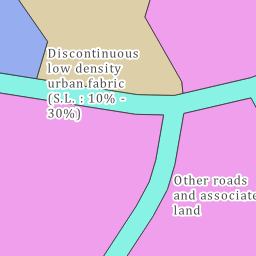 Discontinuous
low density
urban.fabric
(S.L. : 10% -
30%)
Other roads
and associate
land